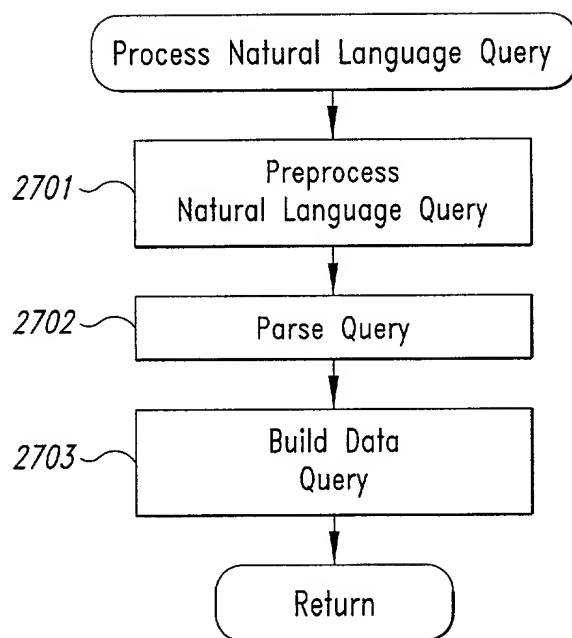 Process Natural Language Query
2701
Preprocess
Natural Language Query
2702
Parse Query
2703
Build Data
Query
Return